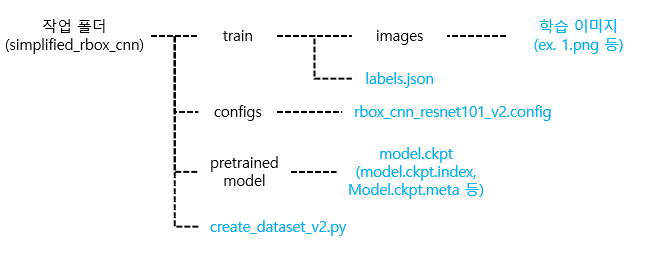 작업 폴더
(simplified_rbox_cnn)
train
images
학습 이미지
(ex. 1.png 등)
labels.json
configs
rbox_cnn_resnet101_v2.config
pretrained
model
model.ckpt
(model.ckpt.index,
Model.ckpt.meta 등)
create_dataset_v2.py